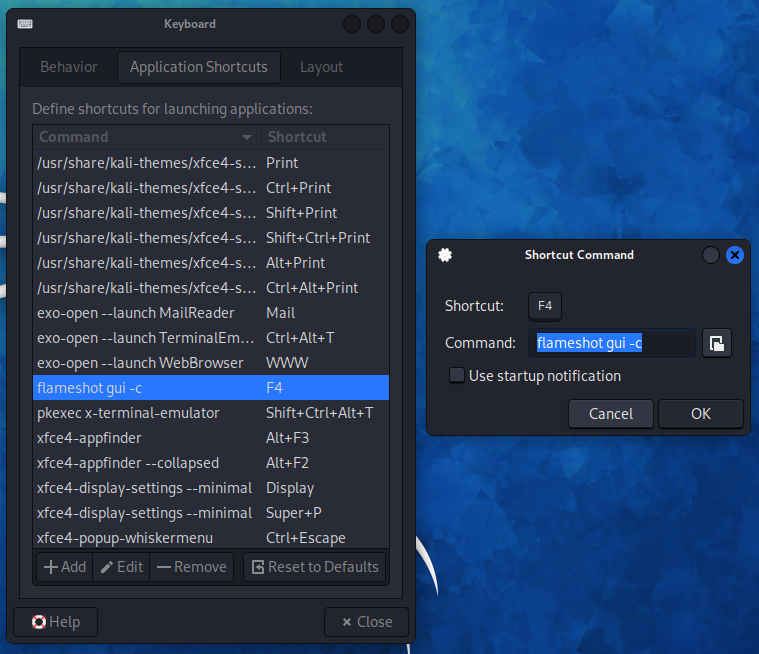 Keyboard
Behavior Application Shortcuts Layout
Define shortcuts for launching applications:
Command Shortcut
/usr/share/kali-themes/xfce4-s... Print
/usr/share/kali-themes/xfce4-s... Ctrl+Print
/usr/share/kali-themes/xfce4-s... Shift+Print
/usr/share/kali-themes/xfce4-s... Shift+Ctrl+Print
/usr/share/kali-themes/xfce4-s... Alt+Print
/usr/share/kali-themes/xfce4-s... Ctrl+Alt+Print
exo-open --launch MailReader Mail
exo-open --launch TerminalEm... Ctrl+Alt+T
exo-open --launch WebBrowser WWW
flameshot gui -c F4
pkexec x-terminal-emulator Shift+Ctrl+Alt+T
xfce4-appfinder Alt+F3
xfce4-appfinder --collapsed Alt+F2
xfce4-display-settings --minimal Display
xfce4-display-settings --minimal Super+P
xfce4-popup-whiskermenu Ctrl+Escape
Add Edit Remove Reset to Defaults
Help Close
Shortcut Command
Shortcut: F4
Command: flameshot gui -c
Use startup notification
Cancel OK